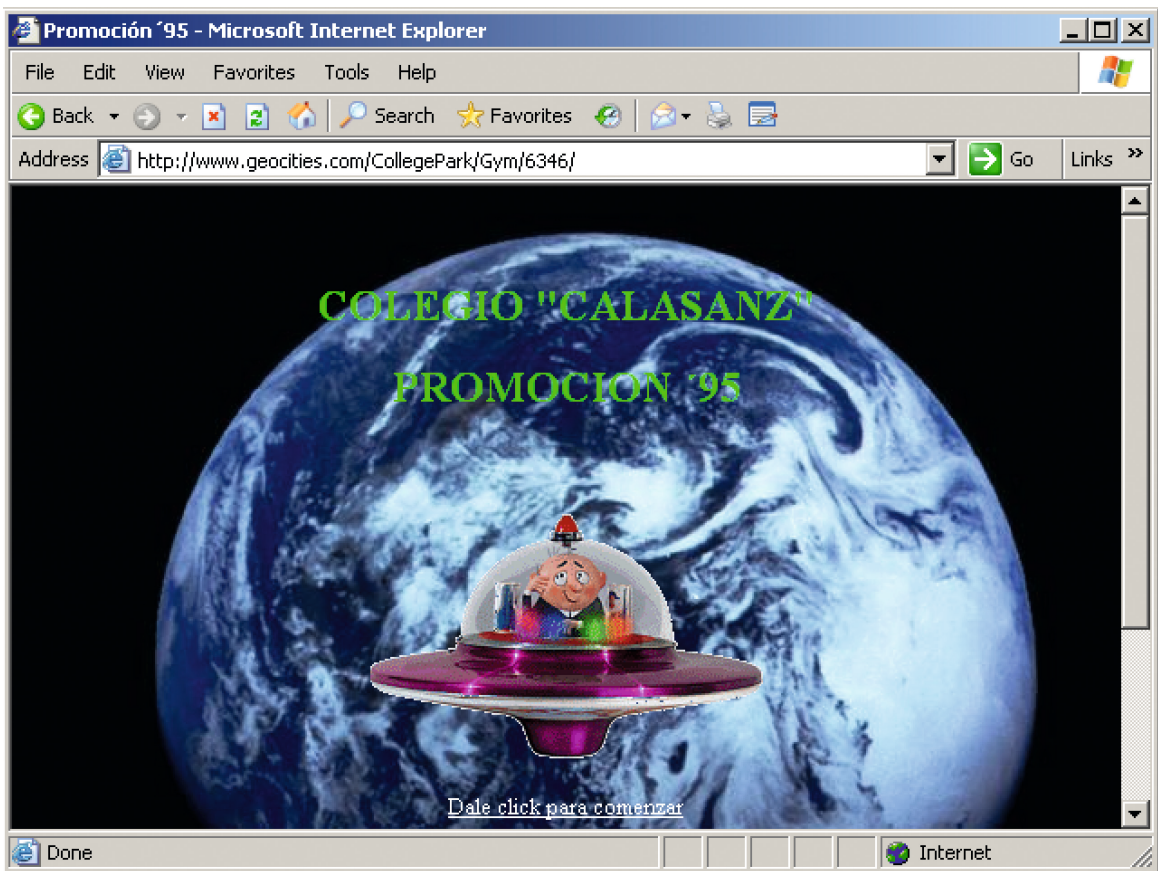 Promoción ´95 - Microsoft Internet Explorer
File Edit View Favorites Tools Help
Back Search Favorites
Address http://www.geocities.com/CollegePark/Gym/6346/ Go Links »
COLEGIO "CALASANZ"
PROMOCION ´95
Dale click para comenzar
Done Internet